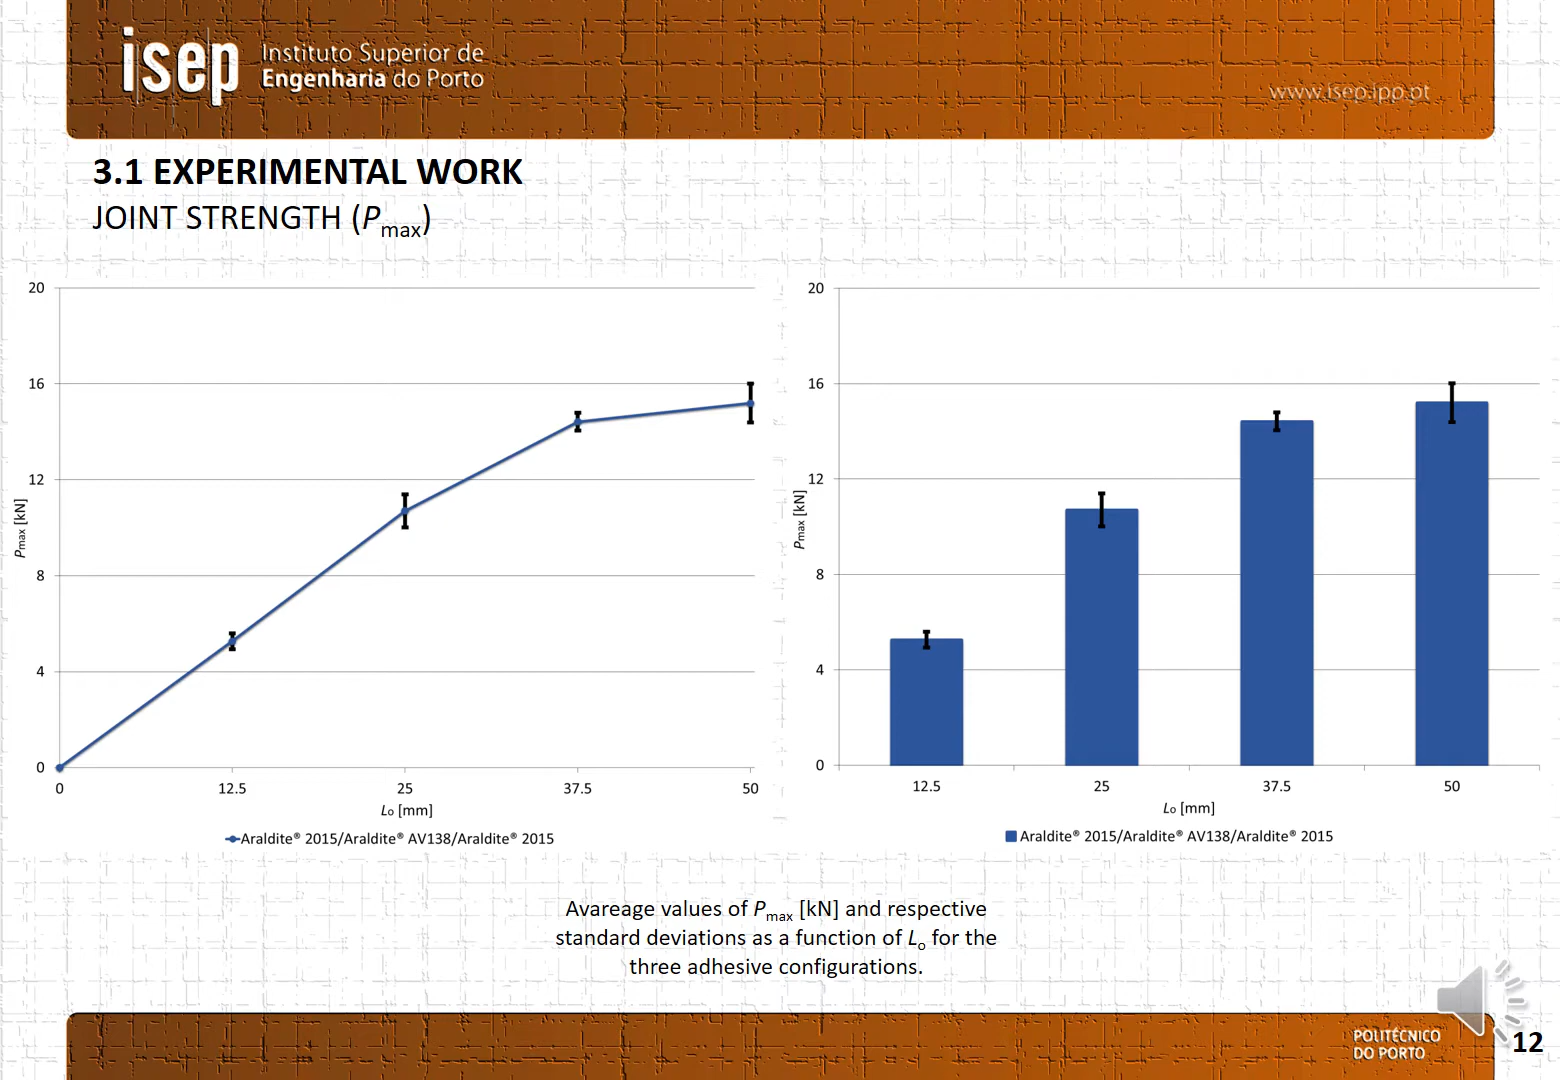 isep Instituto Superior de
Engenharia do Porto
www.isep.ipp.pt
3.1 EXPERIMENTAL WORK
JOINT STRENGTH (Pmax)
20
16
12
8
4
0
Pmax [kN]
0 12.5 25 37.5 50
Lo [mm]
Araldite® 2015/Araldite® AV138/Araldite® 2015
20
16
12
8
4
0
Pmax [kN]
12.5 25 37.5 50
Lo [mm]
Araldite® 2015/Araldite® AV138/Araldite® 2015
Avareage values of Pmax [kN] and respective
standard deviations as a function of Lo for the
three adhesive configurations.
POLITÉCNICO
DO PORTO
12